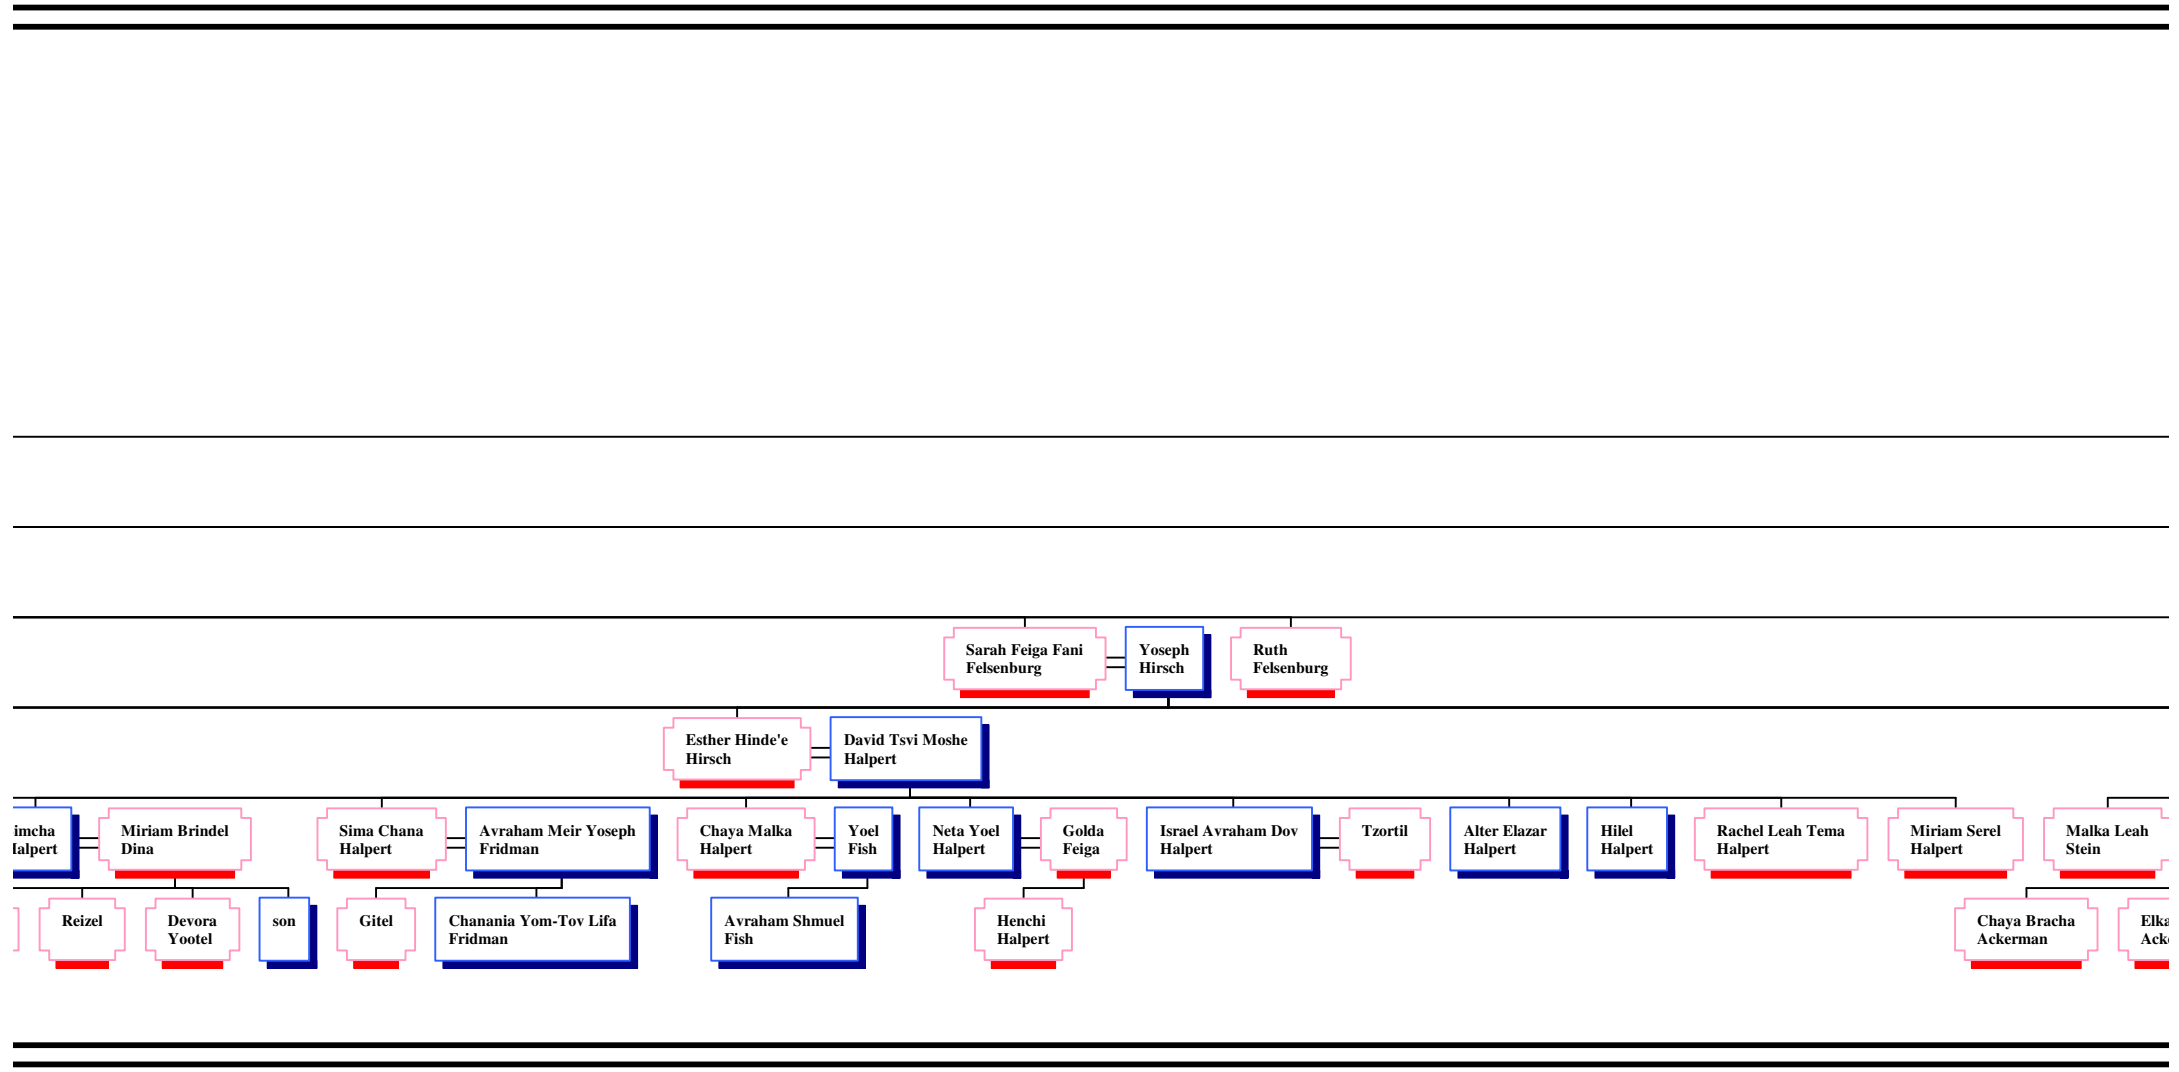 Sarah Feiga Fani
Felsenburg
Yoseph
Hirsch
Ruth
Felsenburg
Esther Hinde'e
Hirsch
David Tsvi Moshe
Halpert
Miriam Brindel
Dina
Sima Chana
Halpert
Avraham Meir Yoseph
Fridman
Chaya Malka
Halpert
Yoel
Fish
Neta Yoel
Halpert
Golda
Feiga
Israel Avraham Dov
Halpert
Tzortil
Alter Elazar
Halpert
Hilel
Halpert
Rachel Leah Tema
Halpert
Miriam Serel
Halpert
Malka Leah
Stein
Reizel
Devora
Yootel
son
Gitel
Chanania Yom-Tov Lifa
Fridman
Avraham Shmuel
Fish
Henchi
Halpert
Chaya Bracha
Ackerman